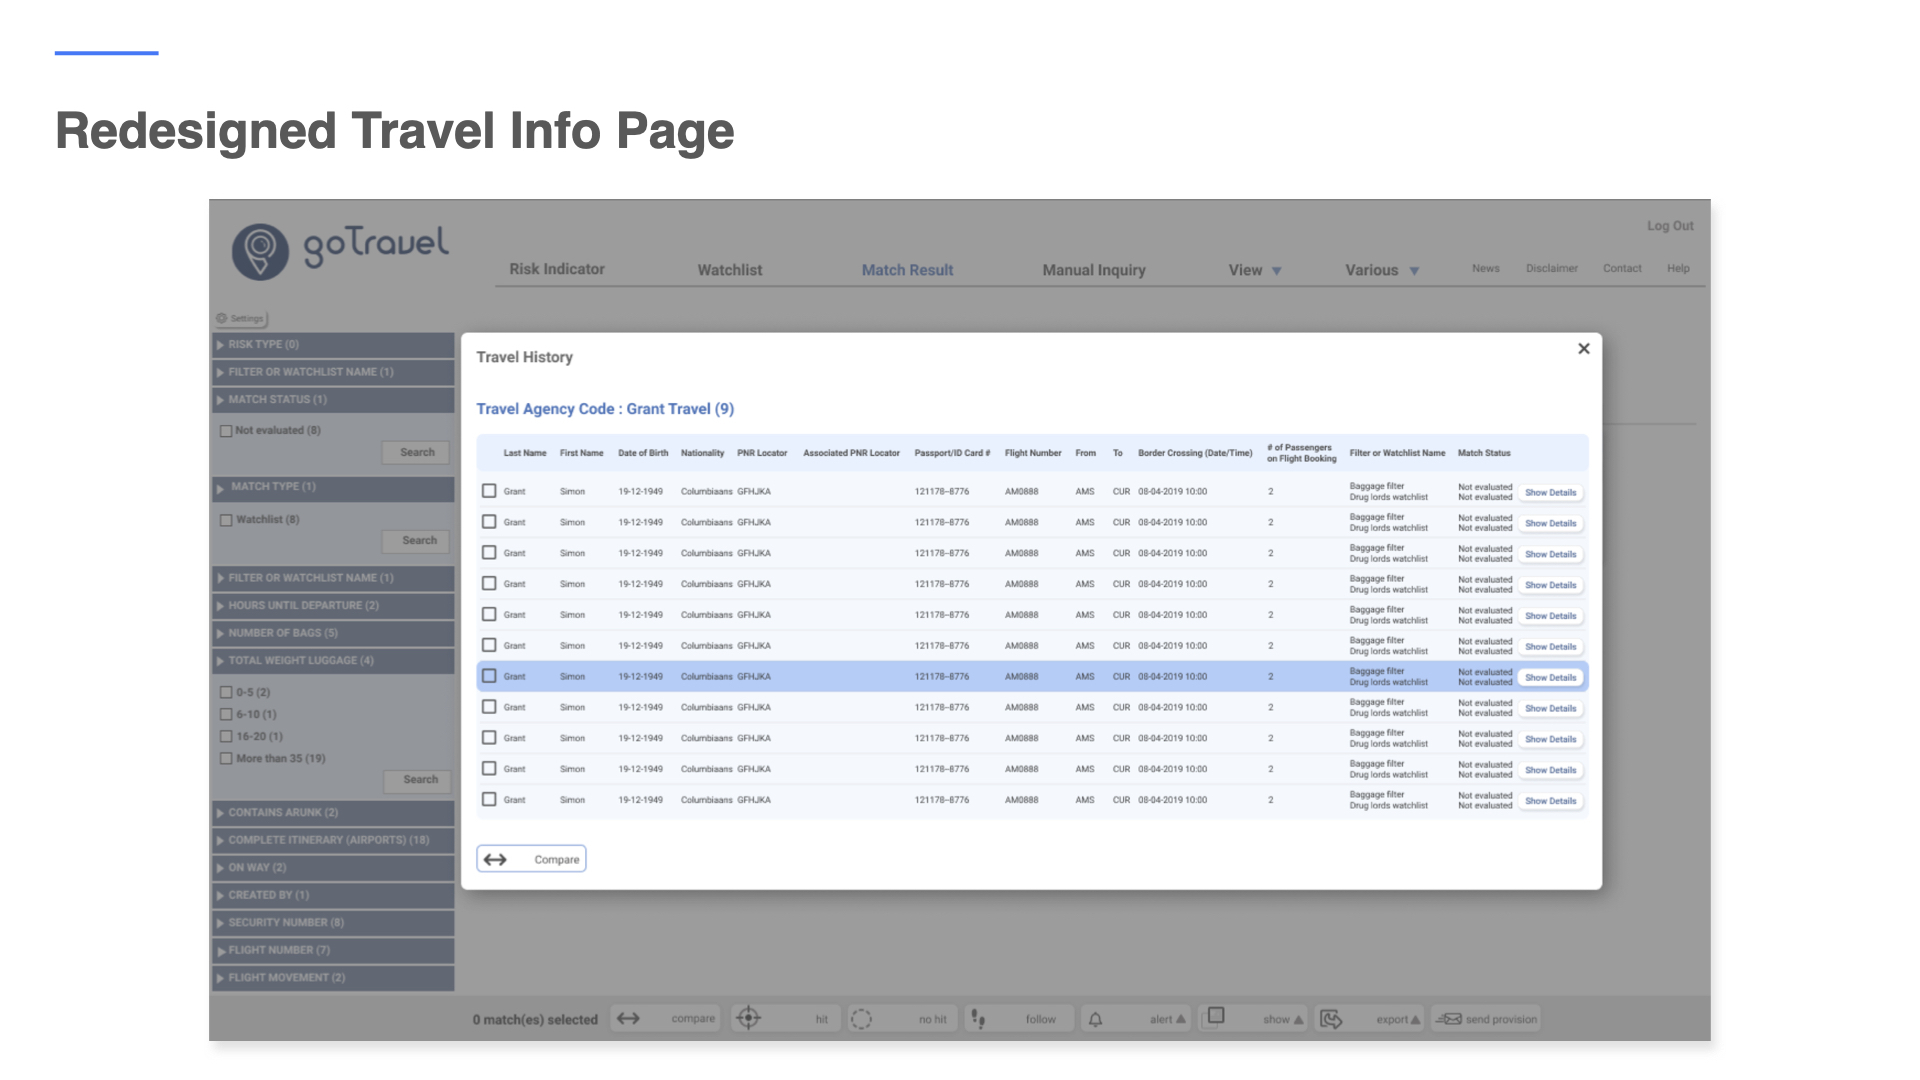 Redesigned Travel Info Page
goTravel
Log Out
Risk Indicator Watchlist Match Result Manual Inquiry View Various News Disclaimer Contact Help
Settings
RISK TYPE (0)
FILTER OR WATCHLIST NAME (1)
MATCH STATUS (1)
Not evaluated (8)
Search
MATCH TYPE (1)
Watchlist (8)
Search
FILTER OR WATCHLIST NAME (1)
HOURS UNTIL DEPARTURE (2)
NUMBER OF BAGS (5)
TOTAL WEIGHT LUGGAGE (4)
0-5 (2)
6-10 (1)
16-20 (1)
More than 35 (19)
Search
CONTAINS ARUNK (2)
COMPLETE ITINERARY (AIRPORTS) (18)
ON WAY (2)
CREATED BY (1)
SECURITY NUMBER (8)
FLIGHT NUMBER (7)
FLIGHT MOVEMENT (2)
Travel History
Travel Agency Code : Grant Travel (9)
Last Name First Name Date of Birth Nationality PNR Locator Associated PNR Locator Passport/ID Card # Flight Number From To Border Crossing (Date/Time) # of Passengers on Flight Booking Filter or Watchlist Name Match Status
Grant Simon 19-12-1949 Columbiaans GFHJKA 121178–8776 AM0888 AMS CUR 08-04-2019 10:00 2 Baggage filter Not evaluated Show Details
Drug lords watchlist Not evaluated
Grant Simon 19-12-1949 Columbiaans GFHJKA 121178–8776 AM0888 AMS CUR 08-04-2019 10:00 2 Baggage filter Not evaluated Show Details
Drug lords watchlist Not evaluated
Grant Simon 19-12-1949 Columbiaans GFHJKA 121178–8776 AM0888 AMS CUR 08-04-2019 10:00 2 Baggage filter Not evaluated Show Details
Drug lords watchlist Not evaluated
Grant Simon 19-12-1949 Columbiaans GFHJKA 121178–8776 AM0888 AMS CUR 08-04-2019 10:00 2 Baggage filter Not evaluated Show Details
Drug lords watchlist Not evaluated
Grant Simon 19-12-1949 Columbiaans GFHJKA 121178–8776 AM0888 AMS CUR 08-04-2019 10:00 2 Baggage filter Not evaluated Show Details
Drug lords watchlist Not evaluated
Grant Simon 19-12-1949 Columbiaans GFHJKA 121178–8776 AM0888 AMS CUR 08-04-2019 10:00 2 Baggage filter Not evaluated Show Details
Drug lords watchlist Not evaluated
Grant Simon 19-12-1949 Columbiaans GFHJKA 121178–8776 AM0888 AMS CUR 08-04-2019 10:00 2 Baggage filter Not evaluated Show Details
Drug lords watchlist Not evaluated
Grant Simon 19-12-1949 Columbiaans GFHJKA 121178–8776 AM0888 AMS CUR 08-04-2019 10:00 2 Baggage filter Not evaluated Show Details
Drug lords watchlist Not evaluated
Grant Simon 19-12-1949 Columbiaans GFHJKA 121178–8776 AM0888 AMS CUR 08-04-2019 10:00 2 Baggage filter Not evaluated Show Details
Drug lords watchlist Not evaluated
Grant Simon 19-12-1949 Columbiaans GFHJKA 121178–8776 AM0888 AMS CUR 08-04-2019 10:00 2 Baggage filter Not evaluated Show Details
Drug lords watchlist Not evaluated
Grant Simon 19-12-1949 Columbiaans GFHJKA 121178–8776 AM0888 AMS CUR 08-04-2019 10:00 2 Baggage filter Not evaluated Show Details
Drug lords watchlist Not evaluated
Compare
0 match(es) selected compare hit no hit follow alert show export send provision